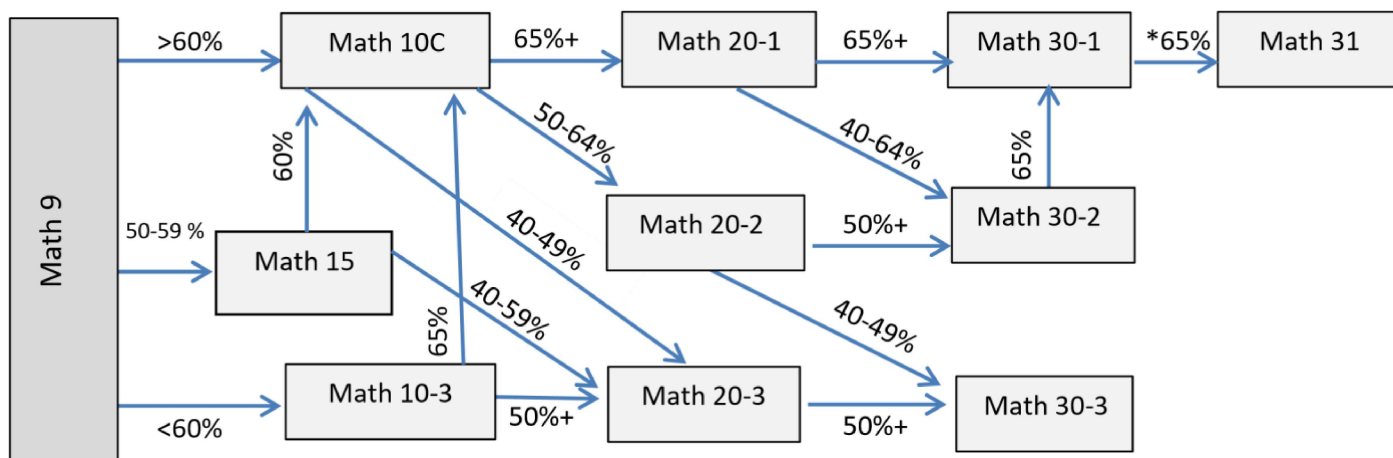 Math 9
>60%
Math 10C
65%+
Math 20-1
65%+
Math 30-1
*65%
Math 31
50-64%
40-64%
60%
65%
50-59 %
Math 15
40-49%
Math 20-2
50%+
Math 30-2
40-59%
65%
40-49%
<60%
Math 10-3
50%+
Math 20-3
50%+
Math 30-3